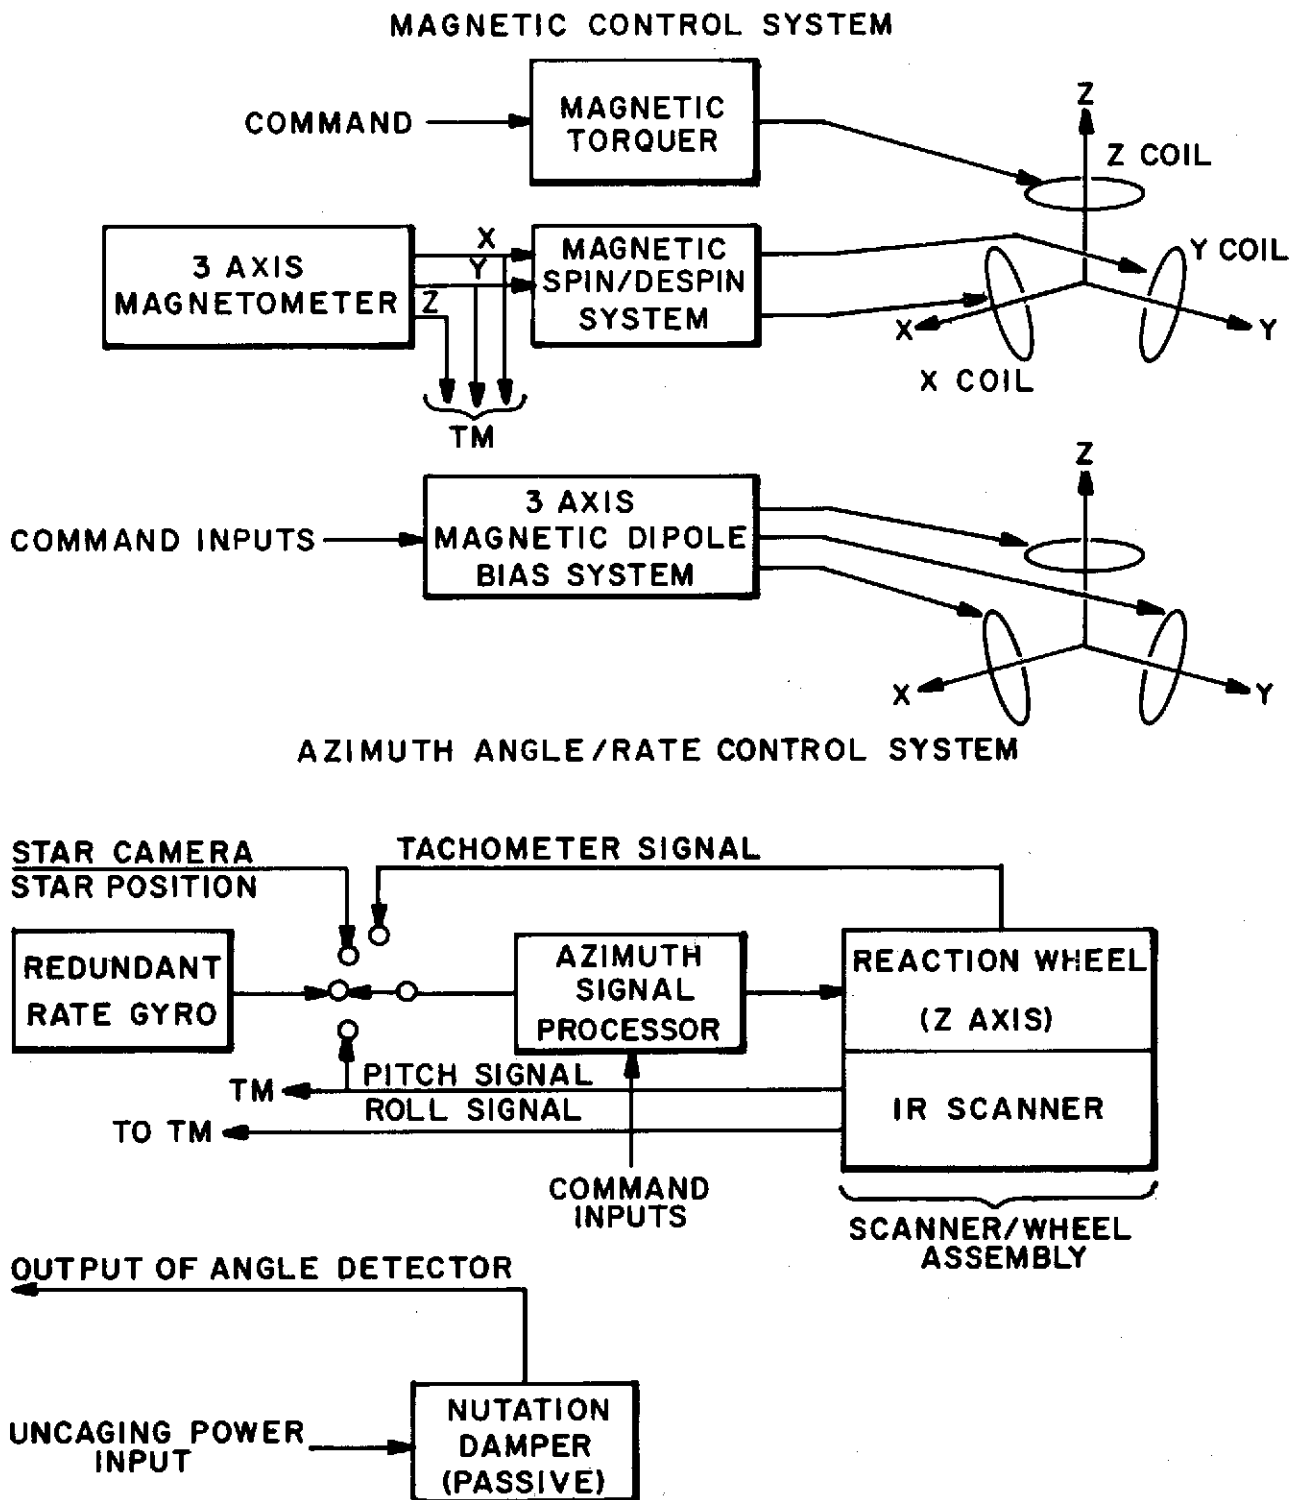 MAGNETIC CONTROL SYSTEM
COMMAND
MAGNETIC
TORQUER
Z
Z COIL
3 AXIS
MAGNETOMETER
X
Y
Z
MAGNETIC
SPIN/DESPIN
SYSTEM
Y COIL
X
Y
X COIL
TM
COMMAND INPUTS
3 AXIS
MAGNETIC DIPOLE
BIAS SYSTEM
Z
X
Y
AZIMUTH ANGLE/RATE CONTROL SYSTEM
STAR CAMERA
STAR POSITION
TACHOMETER SIGNAL
REDUNDANT
RATE GYRO
AZIMUTH
SIGNAL
PROCESSOR
REACTION WHEEL
(Z AXIS)
IR SCANNER
TM
PITCH SIGNAL
ROLL SIGNAL
TO TM
COMMAND
INPUTS
SCANNER/WHEEL
ASSEMBLY
OUTPUT OF ANGLE DETECTOR
UNCAGING POWER
INPUT
NUTATION
DAMPER
(PASSIVE)